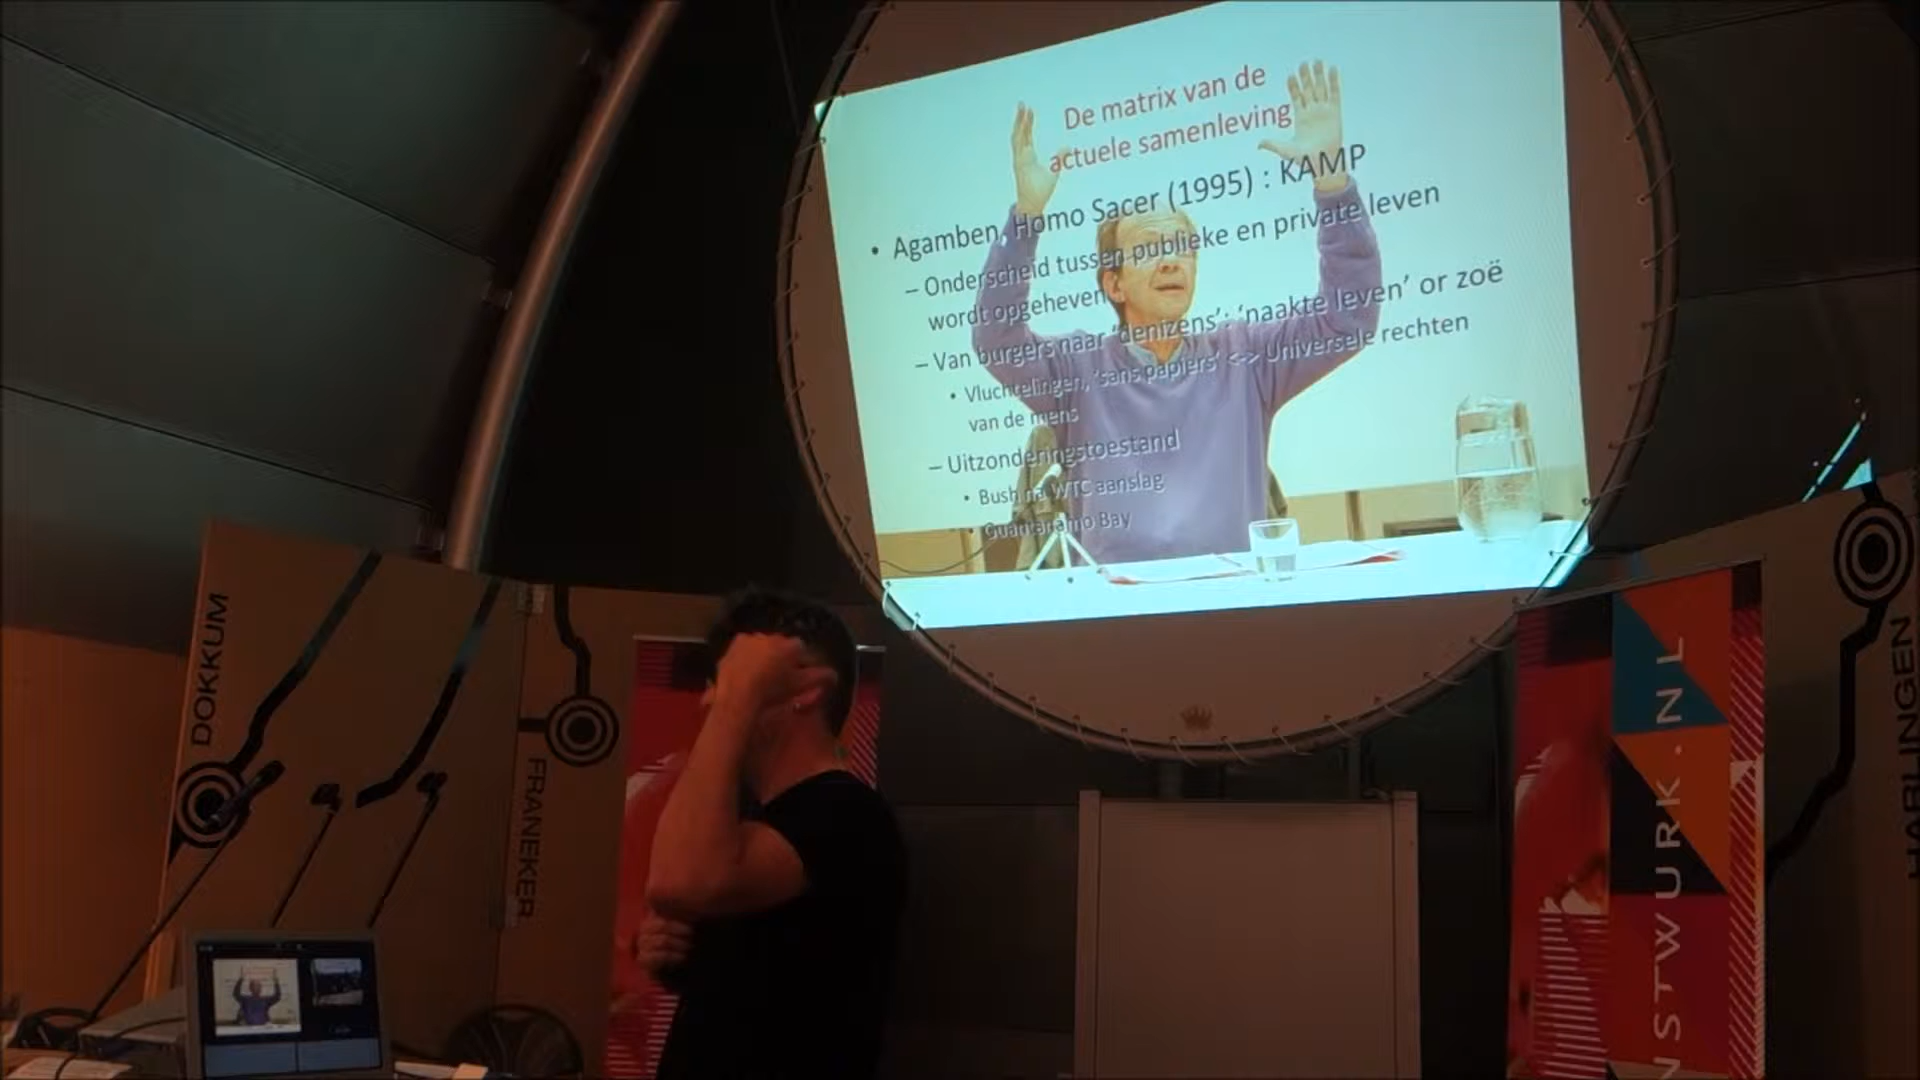 De matrix van de
actuele samenleving
• Agamben, Homo Sacer (1995) : KAMP
– Onderscheid tussen publieke en private leven
wordt opgeheven
– Van burgers naar ‘denizens’: ‘naakte leven’ or zoë
• Vluchtelingen, ‘sans papiers’ <-> Universele rechten
van de mens
– Uitzonderingstoestand
• Bush na WTC aanslag
• Guantanamo Bay
DOKKUM
FRANEKER
NSTWURK.NL
HARLINGEN